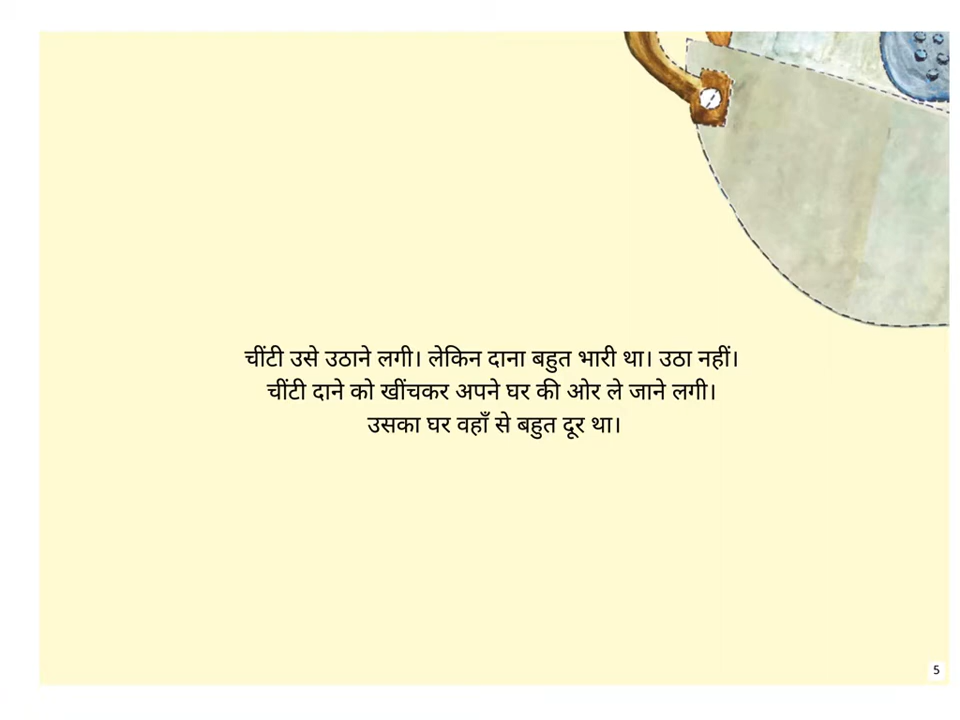 चींटी उसे उठाने लगी। लेकिन दाना बहुत भारी था। उठा नहीं।
चींटी दाने को खींचकर अपने घर की ओर ले जाने लगी।
उसका घर वहाँ से बहुत दूर था।
5